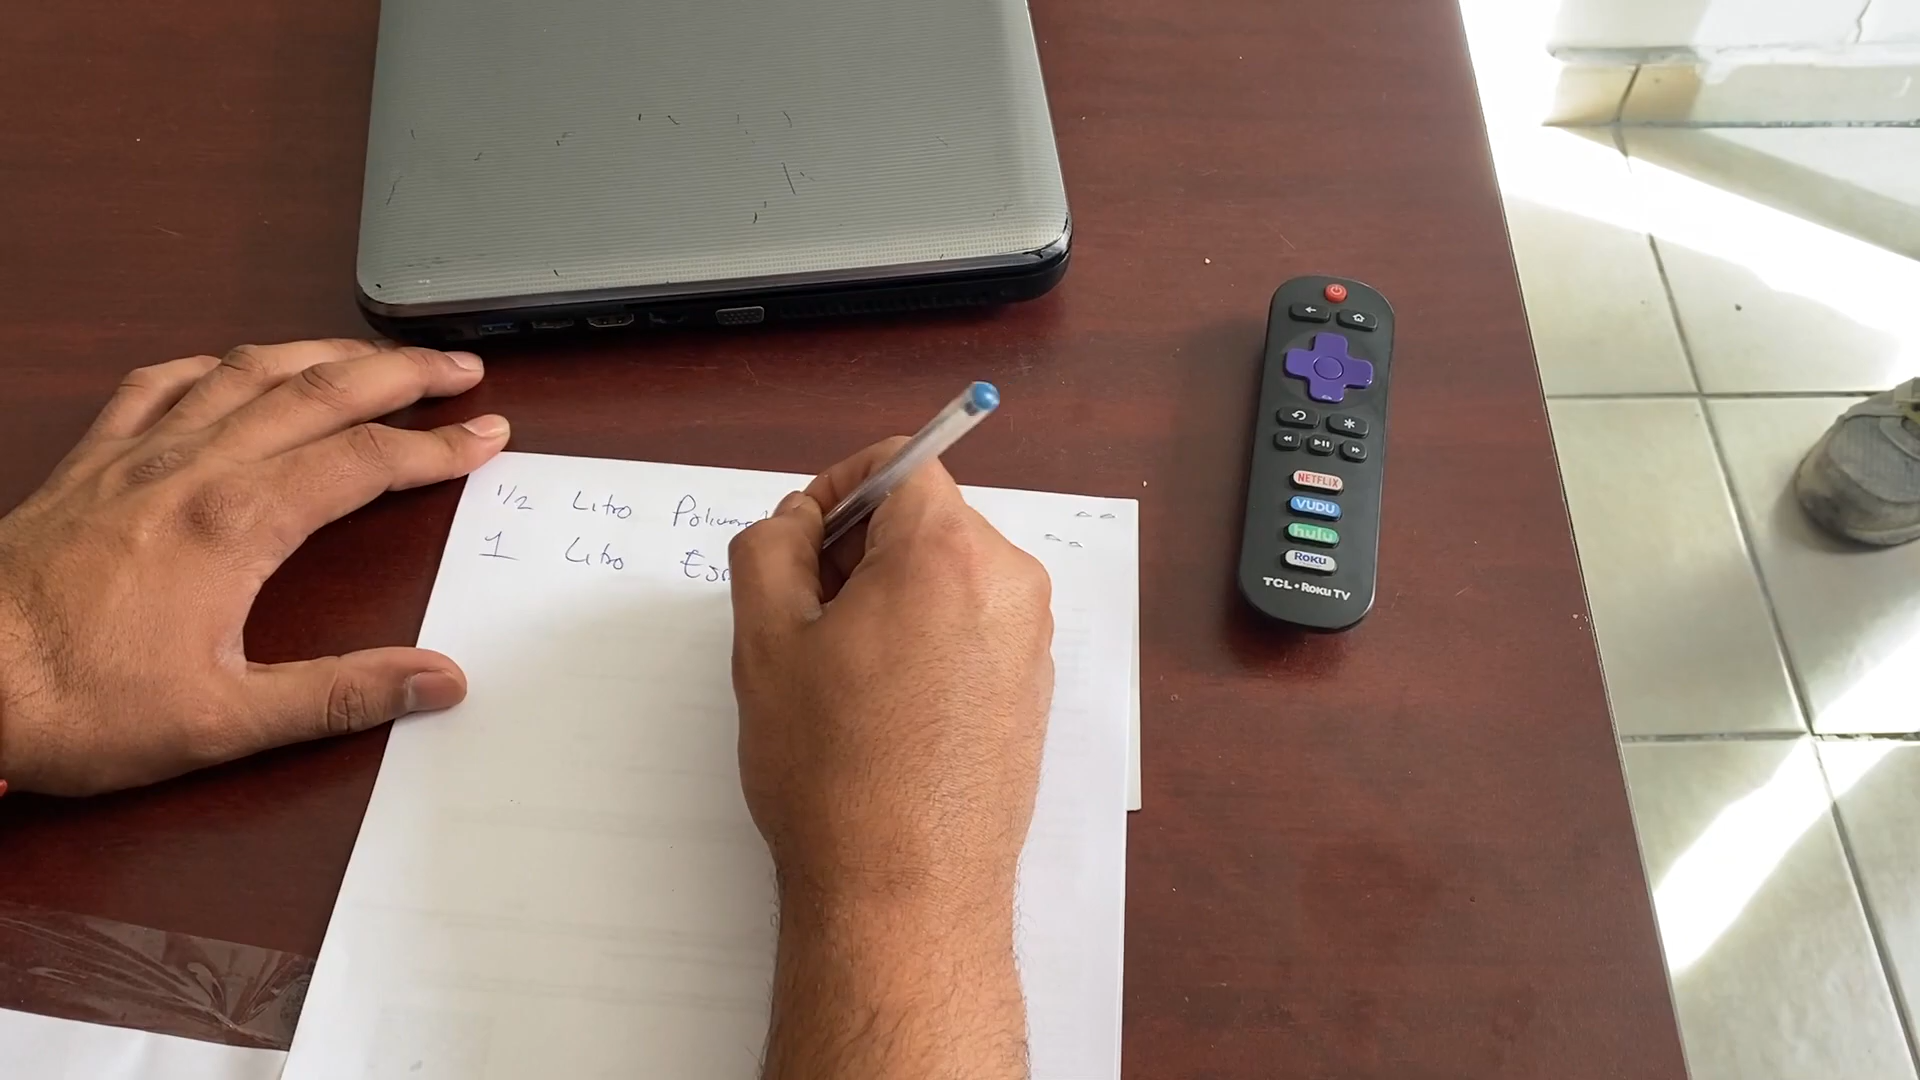 1/2 Litro
1 Litro
NETFLIX
VUDU
hulu
ROKU
TCL • ROKU TV